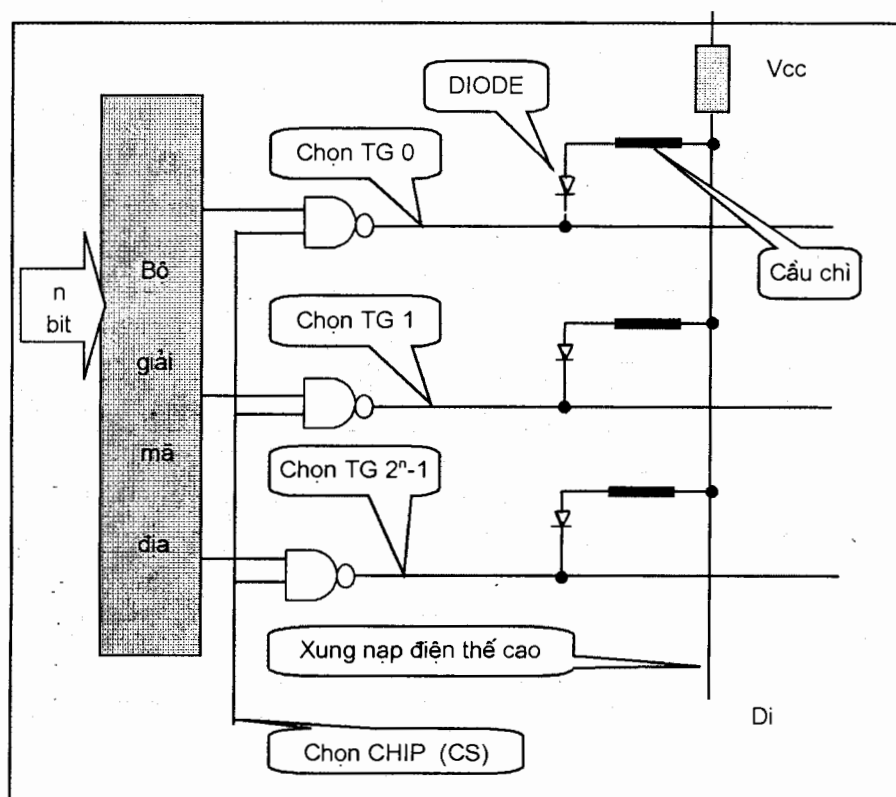 Vcc
DIODE
Chọn TG 0
Cầu chì
n
bit
Bộ
giải
mã
địa
Chọn TG 1
Chọn TG 2ⁿ-1
Xung nạp điện thế cao
Di
Chọn CHIP (CS)